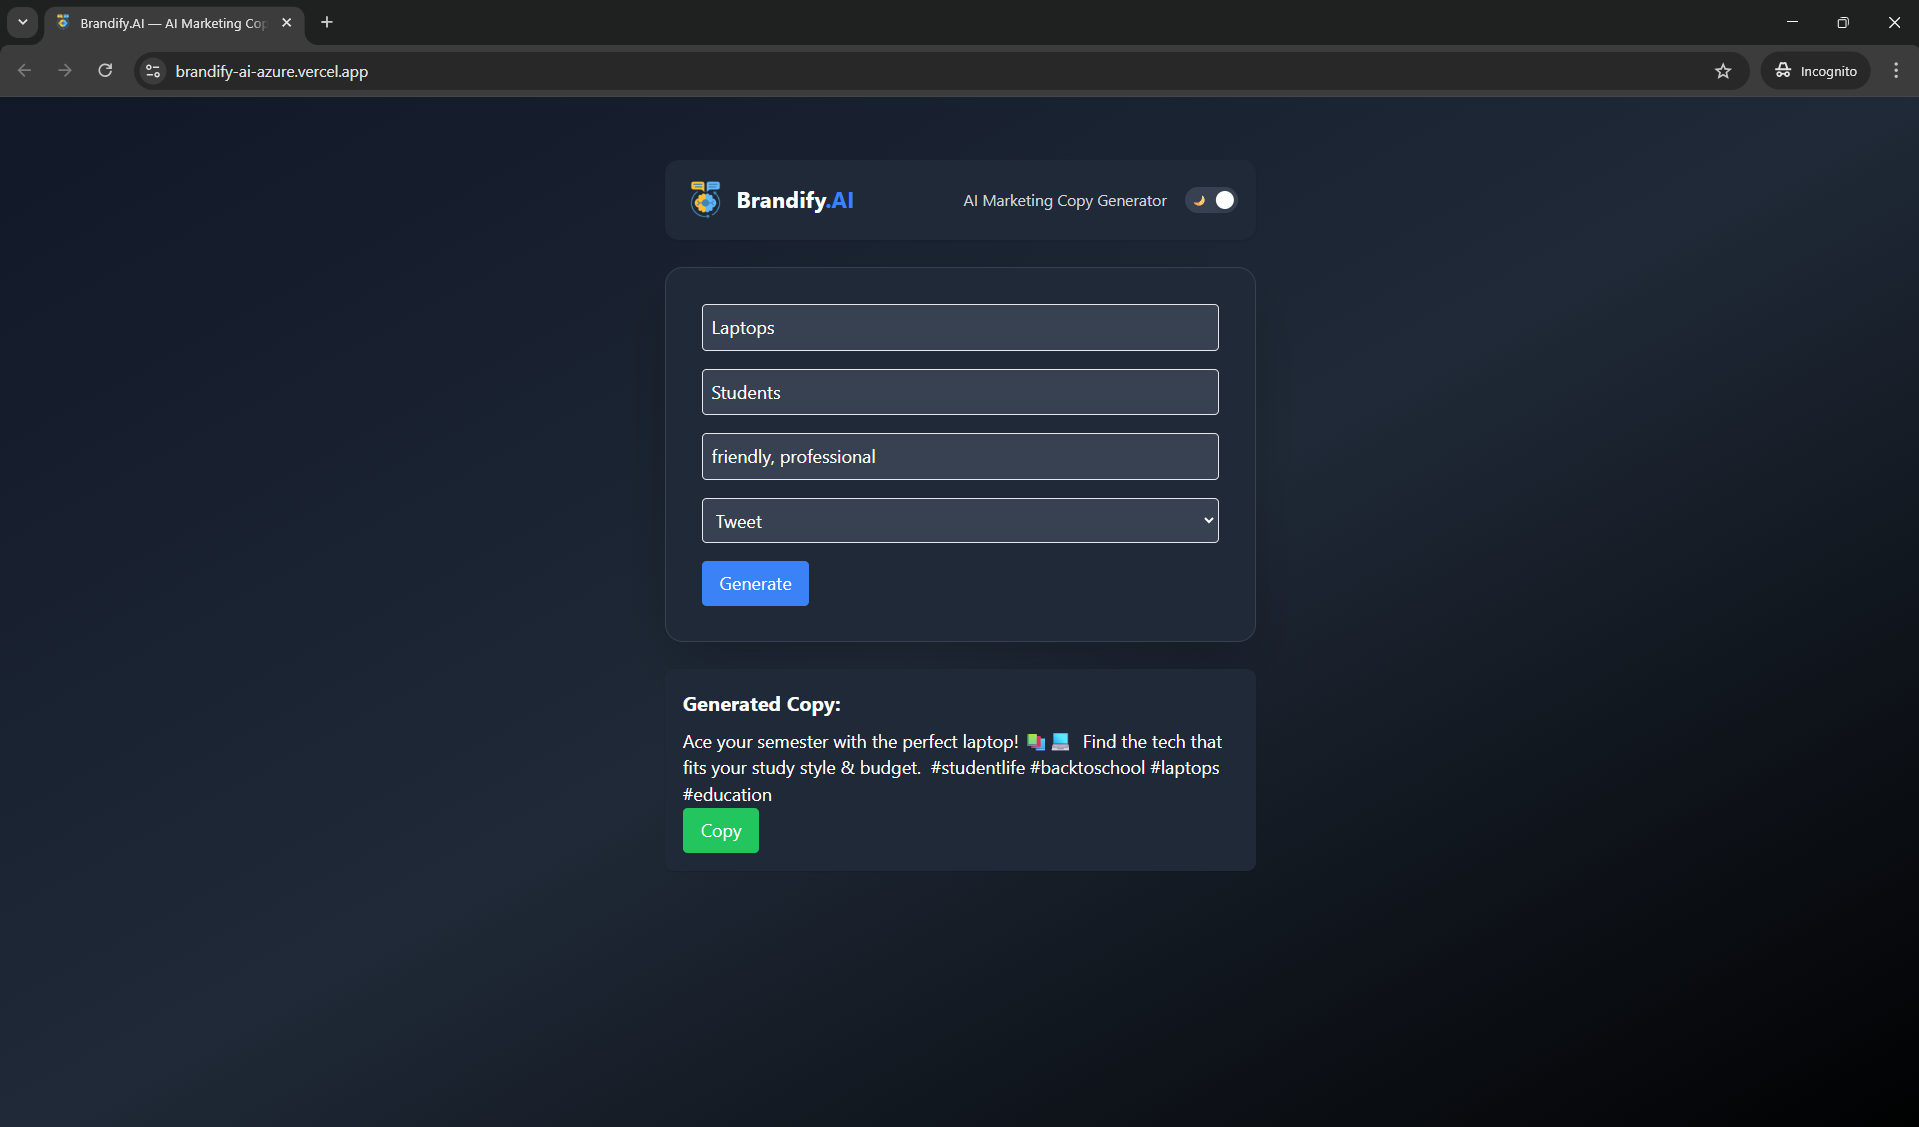 Brandify.AI — AI Marketing Cop
brandify-ai-azure.vercel.app
Incognito
Brandify.AI
AI Marketing Copy Generator
Laptops
Students
friendly, professional
Tweet
Generate
Generated Copy:
Ace your semester with the perfect laptop! 📚💻 Find the tech that
fits your study style & budget. #studentlife #backtoschool #laptops
#education
Copy